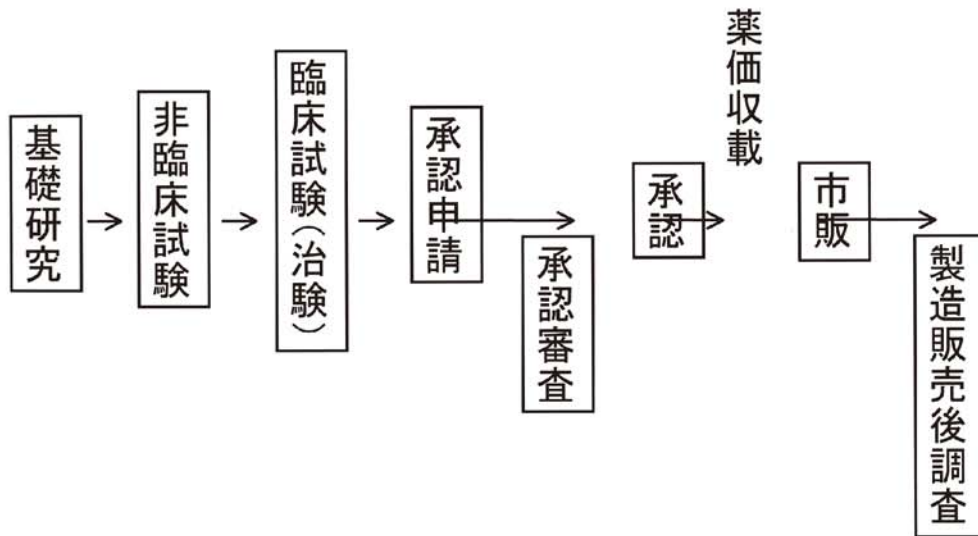 基礎研究
非臨床試験
臨床試験(治験)
承認申請
承認審査
承認
薬価収載
市販
製造販売後調査